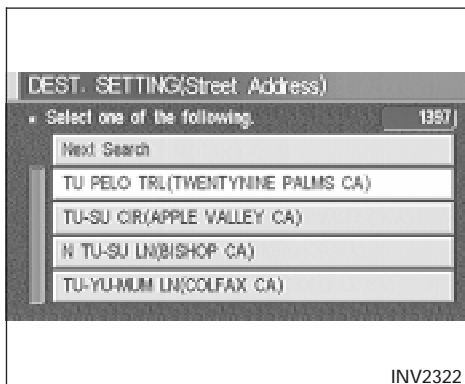 DEST. SETTING(Street Address)
Select one of the following.
1397
Next Search
TU PELO TRL(TWENTYNINE PALMS CA)
TU-SU CIR(APPLE VALLEY CA)
N TU-SU LN(BISHOP CA)
TU-YU-MUM LN(COLFAX CA)
INV2322